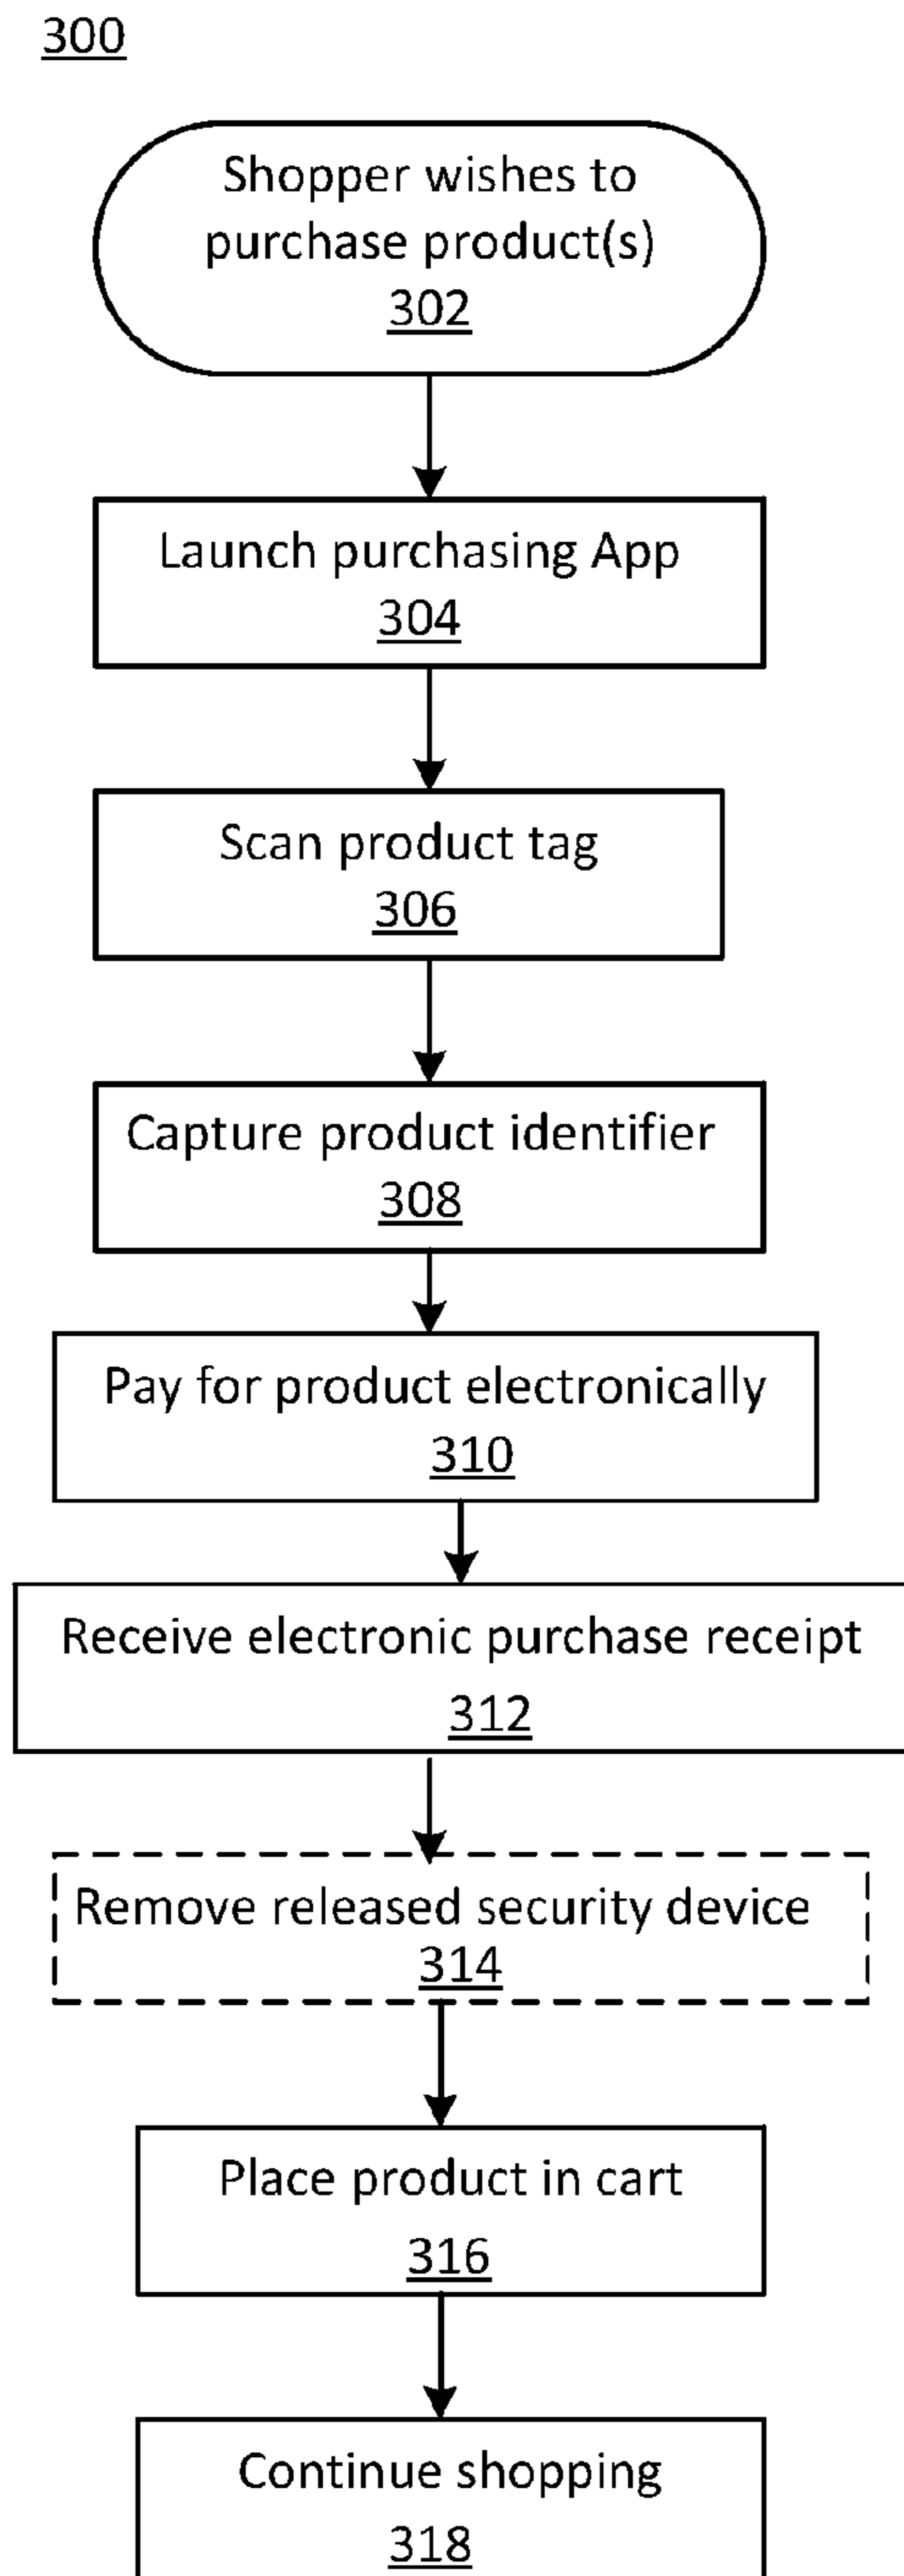 300
Shopper wishes to
purchase product(s)
302
Launch purchasing App
304
Scan product tag
306
Capture product identifier
308
Pay for product electronically
310
Receive electronic purchase receipt
312
Remove released security device
314
Place product in cart
316
Continue shopping
318